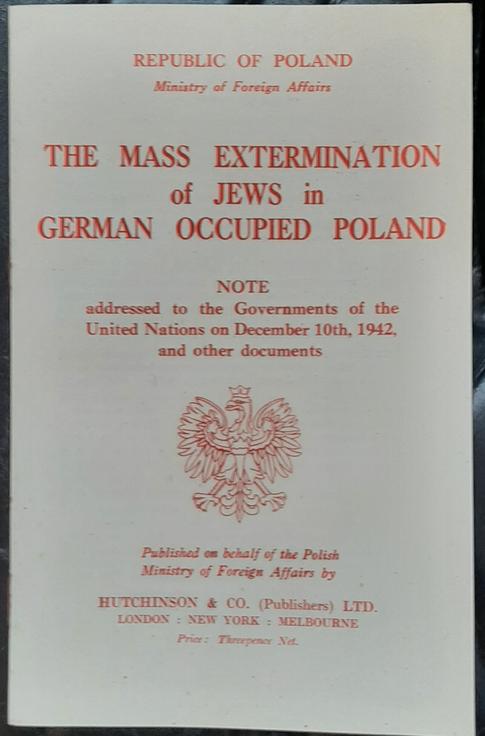 REPUBLIC OF POLAND
Ministry of Foreign Affairs
THE MASS EXTERMINATION
of JEWS in
GERMAN OCCUPIED POLAND
NOTE
addressed to the Governments of the
United Nations on December 10th, 1942,
and other documents
Published on behalf of the Polish
Ministry of Foreign Affairs by
HUTCHINSON & CO. (Publishers) LTD.
LONDON : NEW YORK : MELBOURNE
Price: Threepence Net.